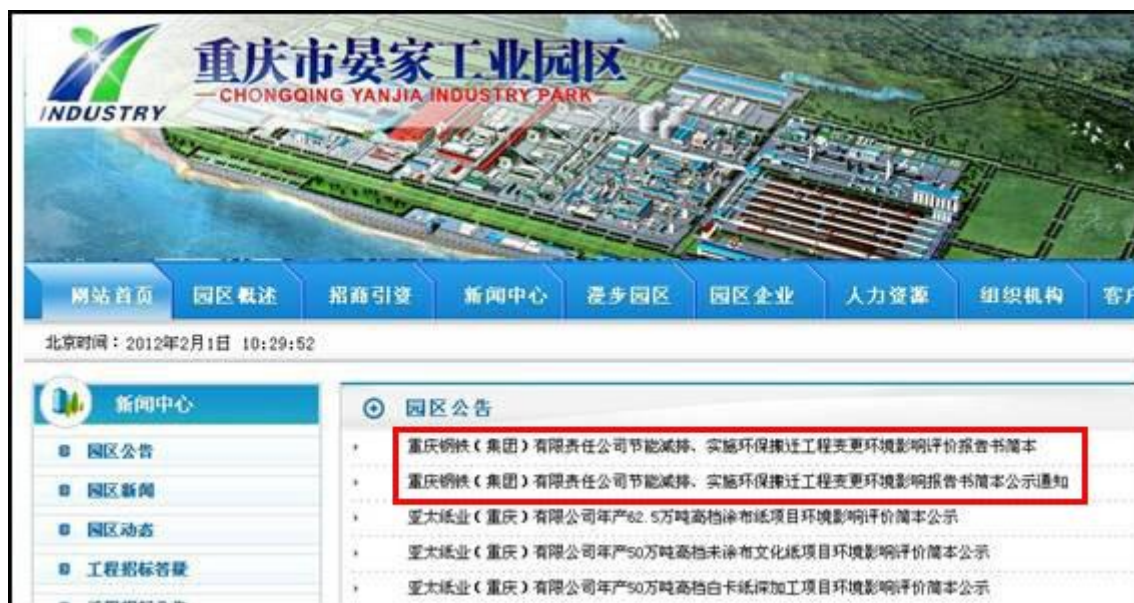 重庆市晏家工业园区
CHONGQING YANJIA INDUSTRY PARK
INDUSTRY
网站首页 园区概述 招商引资 新闻中心 漫步园区 园区企业 人力资源 组织机构 客户
北京时间：2012年2月1日 10:29:52
新闻中心
园区公告
园区新闻
园区动态
工程招标答疑
园区公告
重庆钢铁（集团）有限责任公司节能减排、实施环保搬迁工程变更环境影响评价报告书简本
重庆钢铁（集团）有限责任公司节能减排、实施环保搬迁工程变更环境影响报告书简本公示通知
亚太纸业（重庆）有限公司年产62.5万吨高档涂布纸项目环境影响评价简本公示
亚太纸业（重庆）有限公司年产50万吨高档未涂布文化纸项目环境影响评价简本公示
亚太纸业（重庆）有限公司年产50万吨高档白卡纸深加工项目环境影响评价简本公示